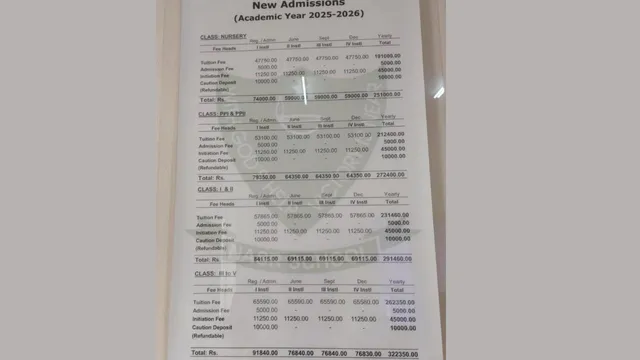 New Admissions
(Academic Year 2025-2026)
CLASS: NURSERY
Reg. / Admn. June Sept Dec Yearly
Fee Heads I Instl II Instl III Instl IV Instl Total
Tuition Fee 47750.00 47750.00 47750.00 47750.00 191000.00
Admission Fee 5000.00 - - - 5000.00
Initiation Fee 11250.00 11250.00 11250.00 11250.00 45000.00
Caution Deposit 10000.00 - - - 10000.00
(Refundable)
Total: Rs. 74000.00 59000.00 59000.00 59000.00 251000.00
CLASS: PPI & PPII
Reg. / Admn. June Sept Dec Yearly
Fee Heads I Instl II Instl III Instl IV Instl Total
Tuition Fee 53100.00 53100.00 53100.00 53100.00 212400.00
Admission Fee 5000.00 - - - 5000.00
Initiation Fee 11250.00 11250.00 11250.00 11250.00 45000.00
Caution Deposit 10000.00 - - - 10000.00
(Refundable)
Total: Rs. 79350.00 64350.00 64350.00 64350.00 272400.00
CLASS: I & II
Reg. / Admn. June Sept Dec Yearly
Fee Heads I Instl II Instl III Instl IV Instl Total
Tuition Fee 57865.00 57865.00 57865.00 57865.00 231460.00
Admission Fee 5000.00 - - - 5000.00
Initiation Fee 11250.00 11250.00 11250.00 11250.00 45000.00
Caution Deposit 10000.00 - - - 10000.00
(Refundable)
Total: Rs. 84115.00 69115.00 69115.00 69115.00 291460.00
CLASS: III to V
Reg. / Admn. June Sept Dec Yearly
Fee Heads I Instl II Instl III Instl IV Instl Total
Tuition Fee 65590.00 65590.00 65590.00 65580.00 262350.00
Admission Fee 5000.00 - - - 5000.00
Initiation Fee 11250.00 11250.00 11250.00 11250.00 45000.00
Caution Deposit 10000.00 - - - 10000.00
(Refundable)
Total: Rs. 91840.00 76840.00 76840.00 76830.00 322350.00